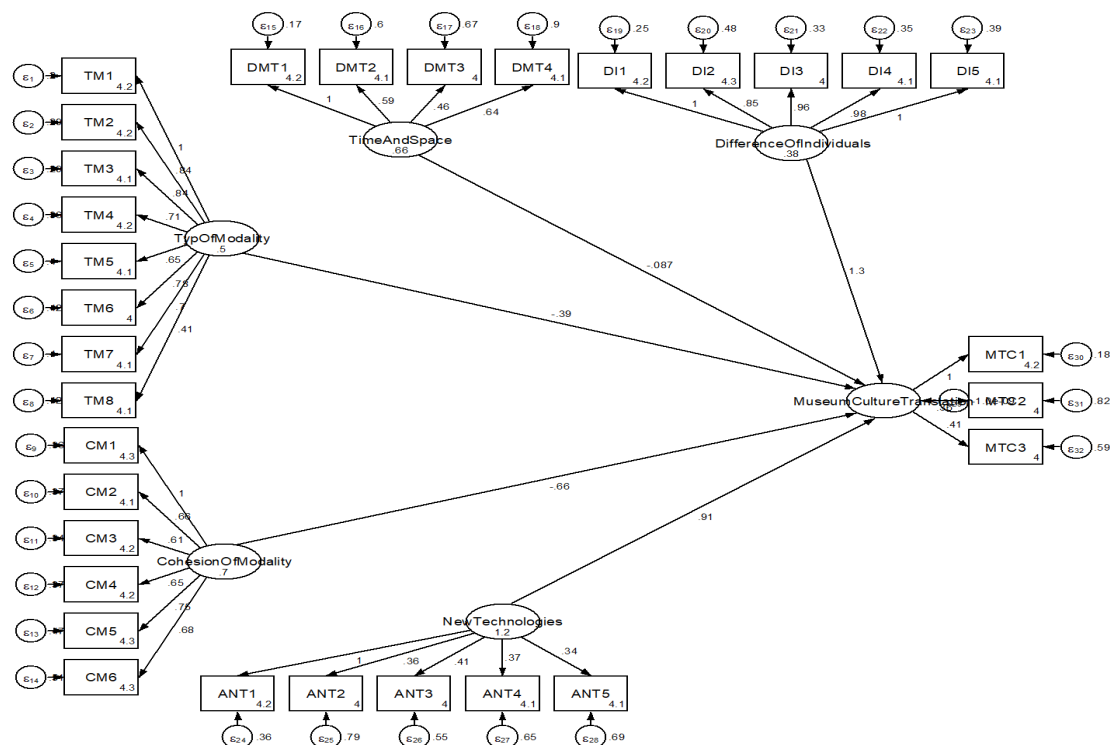 ε15 .17
ε16 .6
ε17 .67
ε18 .9
ε19 .25
ε20 .48
ε21 .33
ε22 .35
ε23 .39
DMT1 4.2
DMT2 4.1
DMT3 4
DMT4 4.1
DI1 4.2
DI2 4.3
DI3 4
DI4 4.1
DI5 4.1
1
.59
.46
.64
1
.85
.96
.98
1
TimeAndSpace
.66
DifferenceOfIndividuals
.38
ε1
TM1 4.2
ε2
TM2 4.2
ε3
TM3 4.1
ε4
TM4 4.2
ε5
TM5 4.1
ε6
TM6 4
ε7
TM7 4.1
ε8
TM8 4.1
1
.84
.84
.71
.65
.7
.41
TypOfModality
.5
-.087
1.3
-.39
ε9
CM1 4.3
ε10
CM2 4.1
ε11
CM3 4.2
ε12
CM4 4.2
ε13
CM5 4.3
ε14
CM6 4.3
1
.66
.61
.65
.75
.68
CohesionOfModality
.7
-.66
.91
MuseumCultureTranslation
1
.41
MTC1 4.2
ε30 .18
MTC2 4
ε31 .82
MTC3 4
ε32 .59
NewTechnologies
1.2
1
.36
.41
.37
.34
ANT1 4.2
ANT2 4
ANT3 4
ANT4 4.1
ANT5 4.1
ε24 .36
ε25 .79
ε26 .55
ε27 .65
ε28 .69